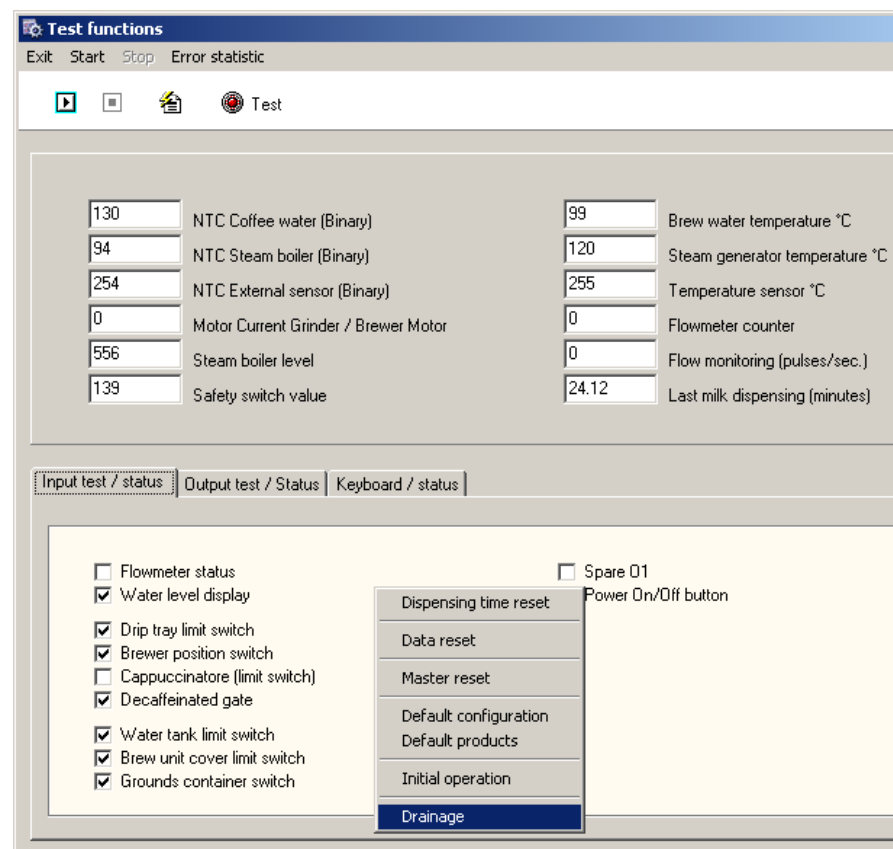 Test functions
Exit Start Stop Error statistic
Test
130 NTC Coffee water (Binary) 99 Brew water temperature °C
94 NTC Steam boiler (Binary) 120 Steam generator temperature °C
254 NTC External sensor (Binary) 255 Temperature sensor °C
0 Motor Current Grinder / Brewer Motor 0 Flowmeter counter
556 Steam boiler level 0 Flow monitoring (pulses/sec.)
139 Safety switch value 24.12 Last milk dispensing (minutes)
Input test / status Output test / Status Keyboard / status
Flowmeter status Spare 01
Water level display Power On/Off button
Drip tray limit switch
Brewer position switch
Cappuccinatore (limit switch)
Decaffeinated gate
Water tank limit switch
Brew unit cover limit switch
Grounds container switch
Dispensing time reset
Data reset
Master reset
Default configuration
Default products
Initial operation
Drainage